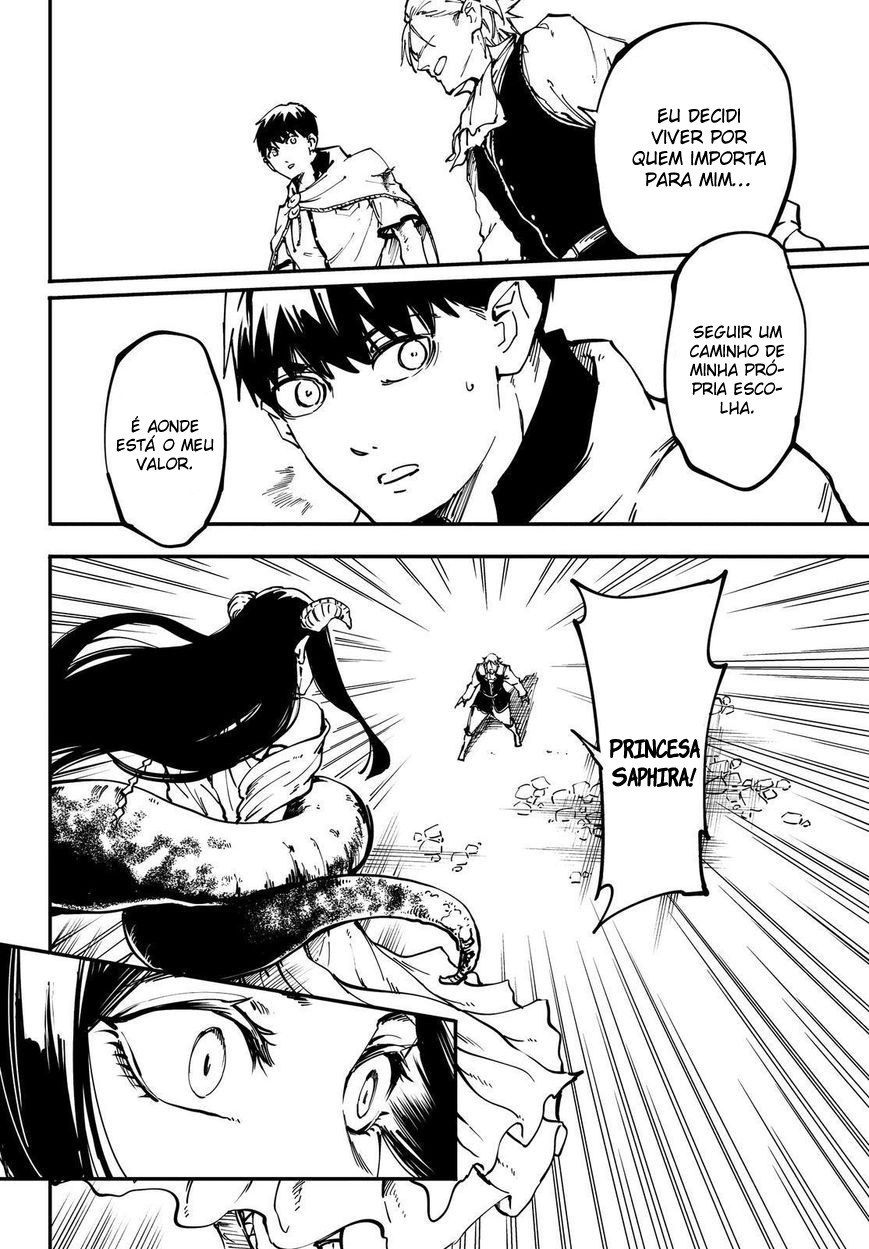 EU DECIDI
VIVER POR
QUEM IMPORTA
PARA MIM...
SEGUIR UM
CAMINHO DE
MINHA PRÓ-
PRIA ESCO-
LHA.
É AONDE
ESTÁ O MEU
VALOR.
PRINCESA
SAPHIRA!